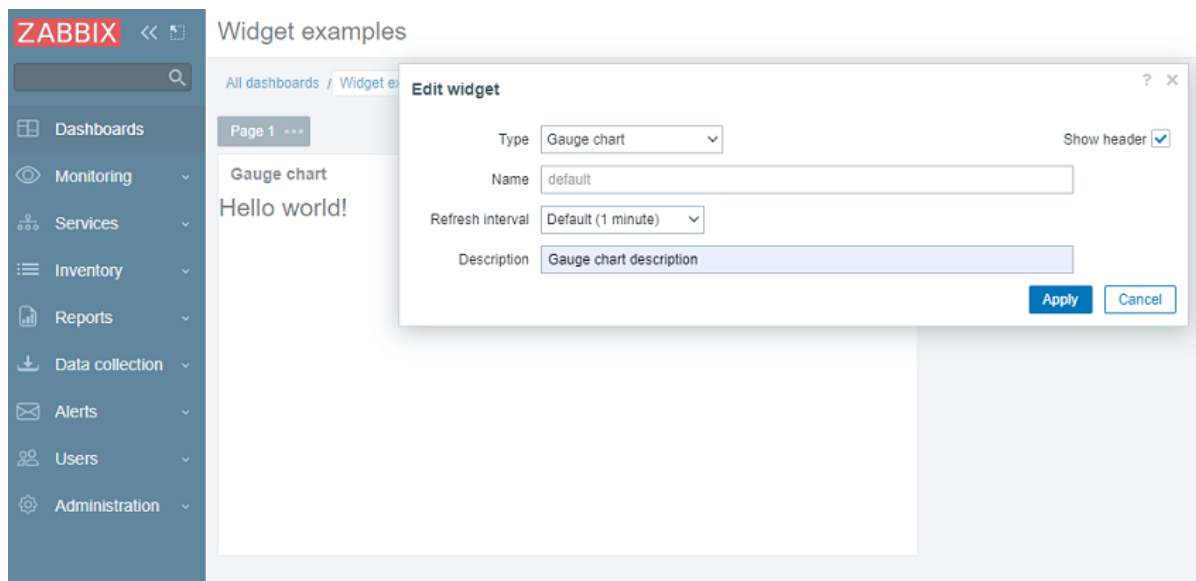 ZABBIX
Widget examples
All dashboards / Widget ex
Page 1
Gauge chart
Hello world!
Dashboards
Monitoring
Services
Inventory
Reports
Data collection
Alerts
Users
Administration
Edit widget
?
Type Gauge chart
Show header
Name default
Refresh interval Default (1 minute)
Description Gauge chart description
Apply Cancel